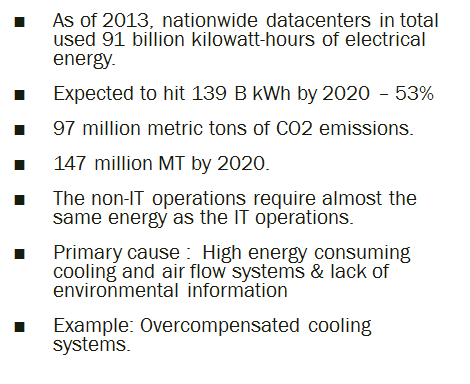 ■ As of 2013, nationwide datacenters in total
used 91 billion kilowatt-hours of electrical
energy.
■ Expected to hit 139 B kWh by 2020 – 53%
■ 97 million metric tons of CO2 emissions.
■ 147 million MT by 2020.
■ The non-IT operations require almost the
same energy as the IT operations.
■ Primary cause : High energy consuming
cooling and air flow systems & lack of
environmental information
■ Example: Overcompensated cooling
systems.